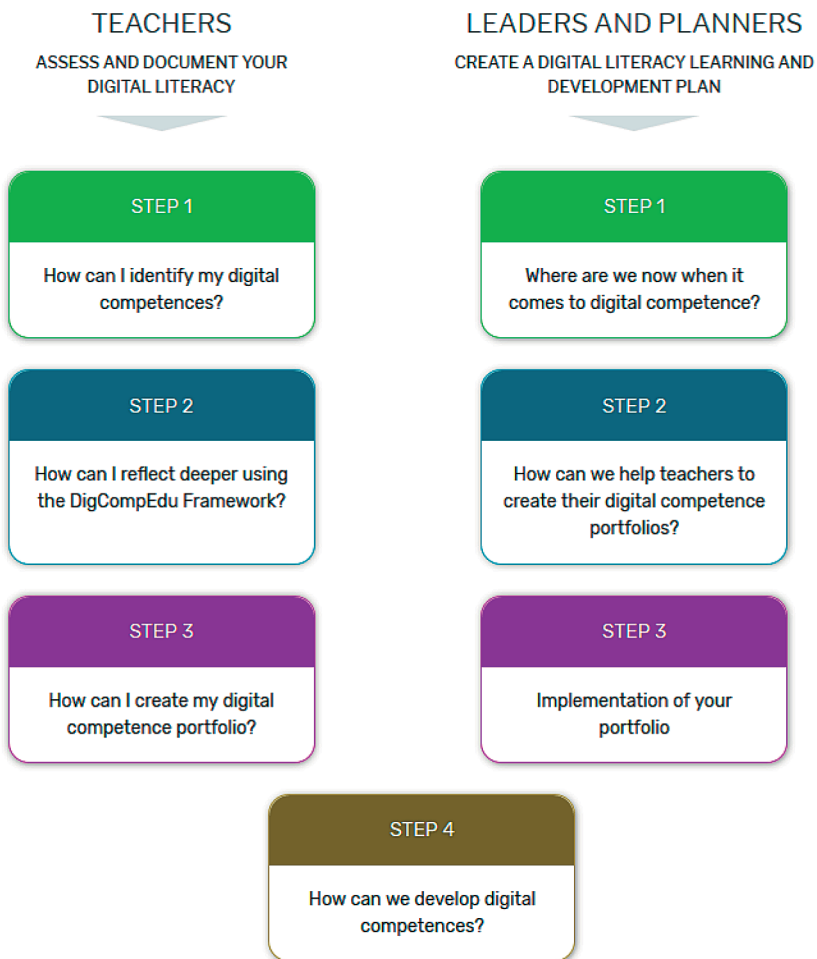 TEACHERS
ASSESS AND DOCUMENT YOUR
DIGITAL LITERACY
STEP 1
How can I identify my digital
competences?
STEP 2
How can I reflect deeper using
the DigCompEdu Framework?
STEP 3
How can I create my digital
competence portfolio?
LEADERS AND PLANNERS
CREATE A DIGITAL LITERACY LEARNING AND
DEVELOPMENT PLAN
STEP 1
Where are we now when it
comes to digital competence?
STEP 2
How can we help teachers to
create their digital competence
portfolios?
STEP 3
Implementation of your
portfolio
STEP 4
How can we develop digital
competences?